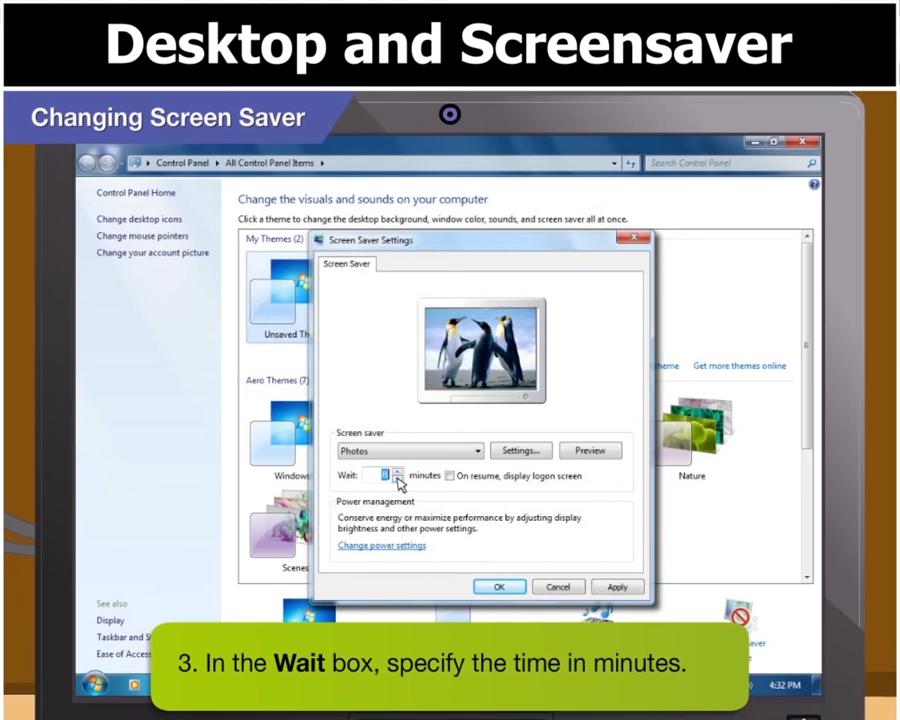 Desktop and Screensaver
Changing Screen Saver
Control Panel
All Control Panel Items
Search Control Panel
Control Panel Home
Change desktop icons
Change mouse pointers
Change your account picture
Change the visuals and sounds on your computer
Click a theme to change the desktop background, window color, sounds, and screen saver all at once.
My Themes (2)
Unsaved Th
Aero Themes (7)
Windows
Scenes
Get more themes online
Nature
Screen Saver Settings
Screen Saver
Screen saver
Photos
Settings...
Preview
Wait:
8
minutes
On resume, display logon screen
Power management
Conserve energy or maximize performance by adjusting display
brightness and other power settings.
Change power settings
OK
Cancel
Apply
See also
Display
Taskbar and S
Ease of Access
3. In the Wait box, specify the time in minutes.
4:32 PM